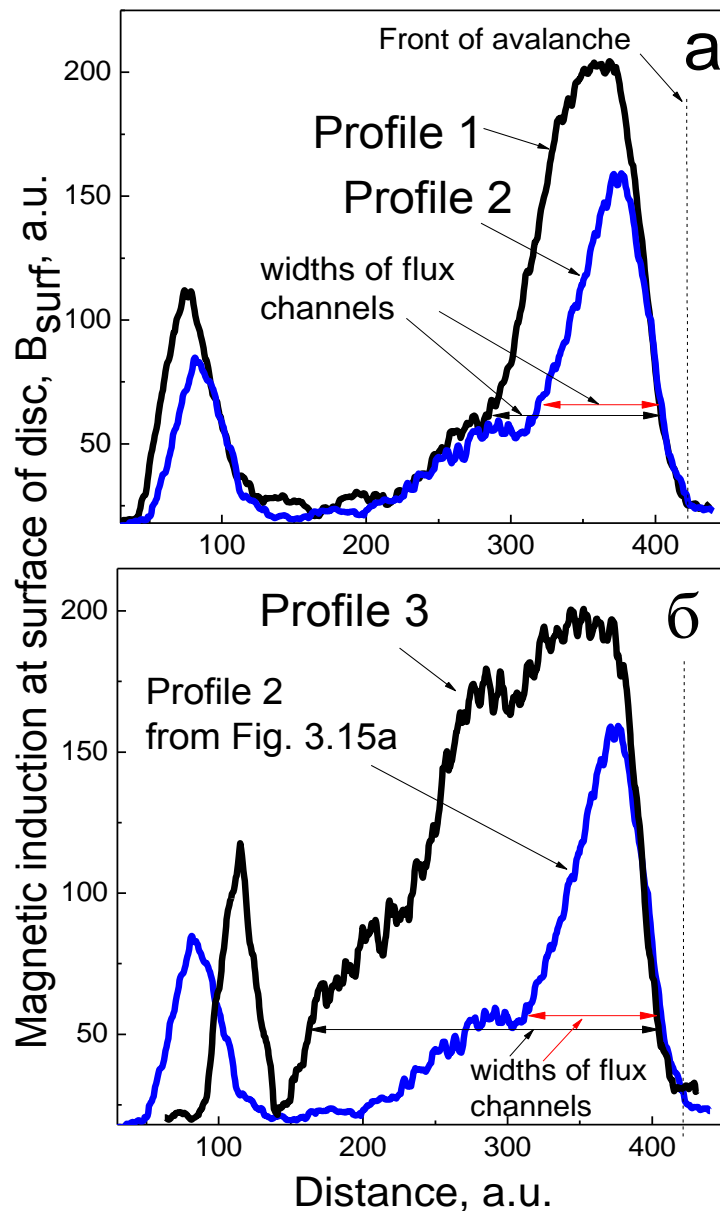 Magnetic induction at surface of disc, Bsurf, a.u.
Front of avalanche
а
200
Profile 1
Profile 2
150
widths of flux
channels
100
50
100
200
300
400
б
200
Profile 3
Profile 2
from Fig. 3.15a
150
100
50
widths of flux
channels
100
200
300
400
Distance, a.u.